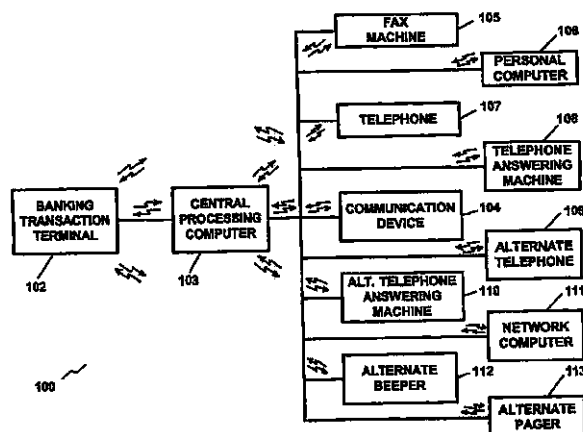 105
FAX
MACHINE
106
PERSONAL
COMPUTER
107
TELEPHONE
108
TELEPHONE
ANSWERING
MACHINE
BANKING
TRANSACTION
TERMINAL
102
CENTRAL
PROCESSING
COMPUTER
103
COMMUNICATION
DEVICE
104
109
ALTERNATE
TELEPHONE
ALT. TELEPHONE
ANSWERING
MACHINE
110
111
NETWORK
COMPUTER
100
ALTERNATE
BEEPER
112
113
ALTERNATE
PAGER